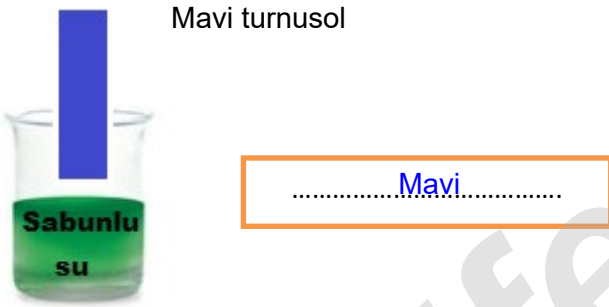 Mavi turnusol
……………Mavi……………
Sabunlu
su